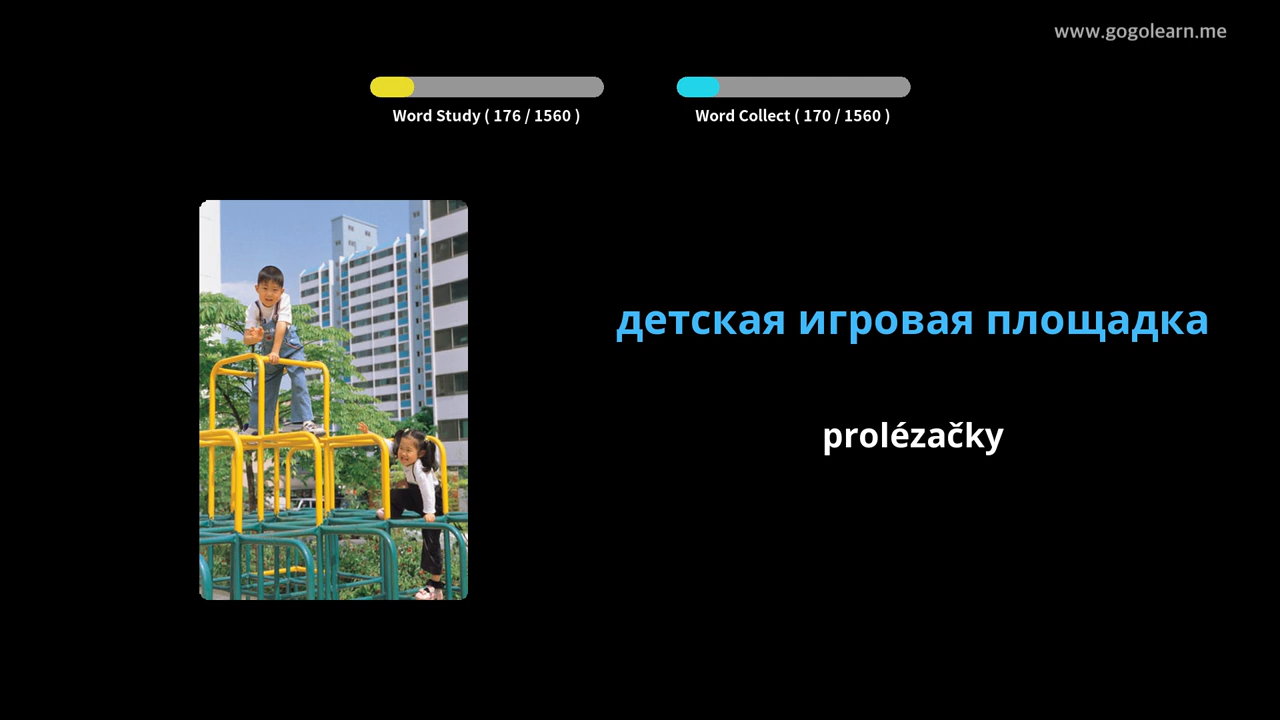 www.gogolearn.me
Word Study ( 176 / 1560 )
Word Collect ( 170 / 1560 )
детская игровая площадка
prolézačky